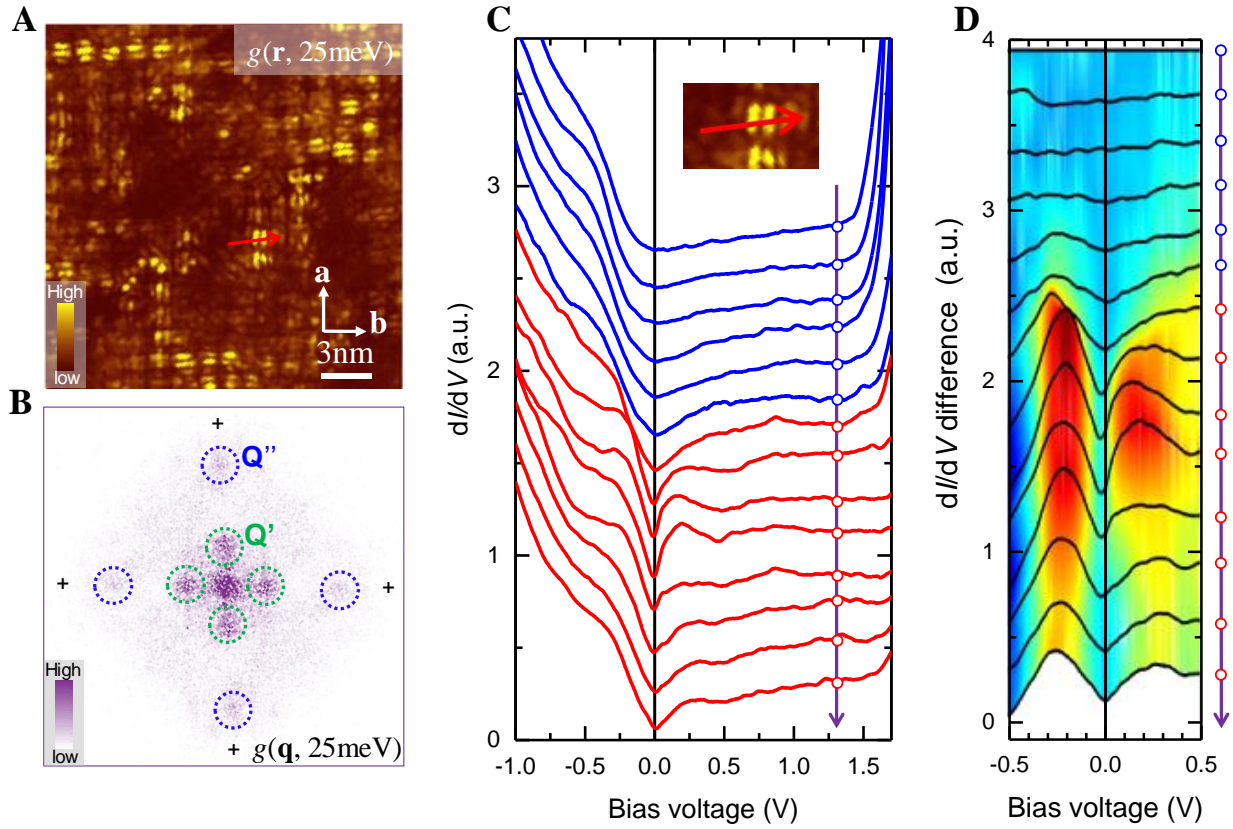 A
g(r, 25meV)
High
low
a
b
3nm
B
+
Q''
Q'
+
+
High
low
+
g(q, 25meV)
C
3
2
1
0
dI/dV (a.u.)
-1.0 -0.5 0.0 0.5 1.0 1.5
Bias voltage (V)
D
4
3
2
1
0
dI/dV difference (a.u.)
-0.5 0.0 0.5
Bias voltage (V)